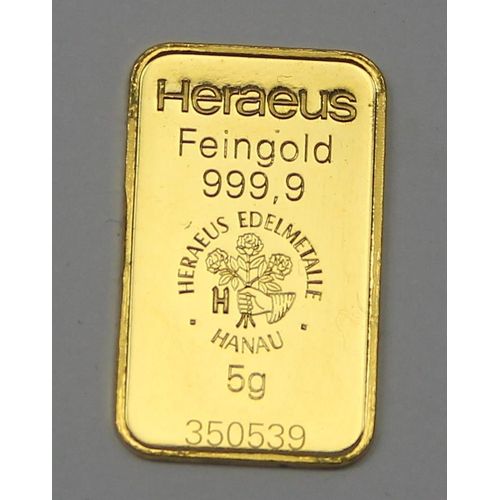 Heraeus
Feingold
999,9
HERAEUS EDELMETALLE
H
· HANAU ·
5g
350539